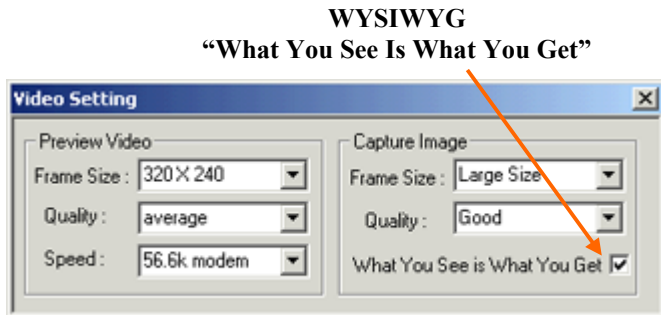 WYSIWYG
“What You See Is What You Get”
Video Setting
Preview Video
Frame Size : 320 X 240
Quality : average
Speed : 56.6k modem
Capture Image
Frame Size : Large Size
Quality : Good
What You See is What You Get